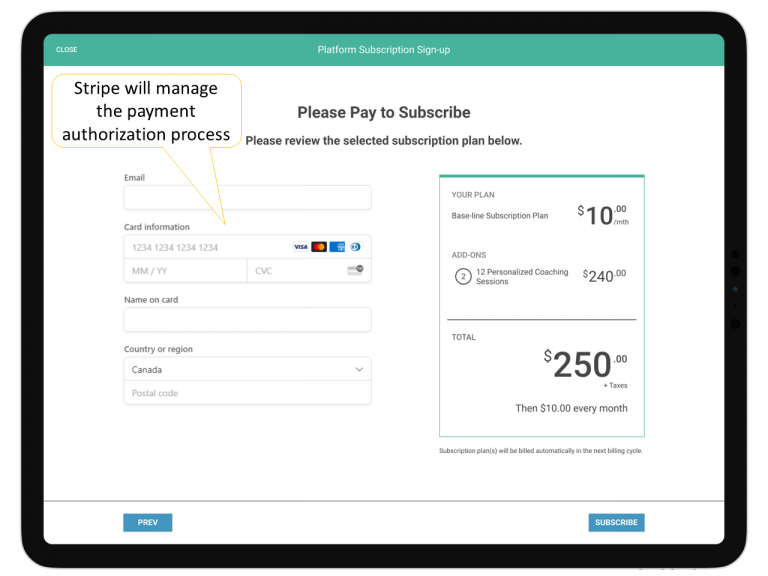 CLOSE
Platform Subscription Sign-up
Stripe will manage
the payment
authorization process
Please Pay to Subscribe
Please review the selected subscription plan below.
Email
Card information
1234 1234 1234 1234
VISA
MM / YY
CVC
Name on card
Country or region
Canada
Postal code
YOUR PLAN
Base-line Subscription Plan
$10.00
/mth
ADD-ONS
2
12 Personalized Coaching
Sessions
$240.00
TOTAL
$250.00
+ Taxes
Then $10.00 every month
Subscription plan(s) will be billed automatically in the next billing cycle.
PREV
SUBSCRIBE